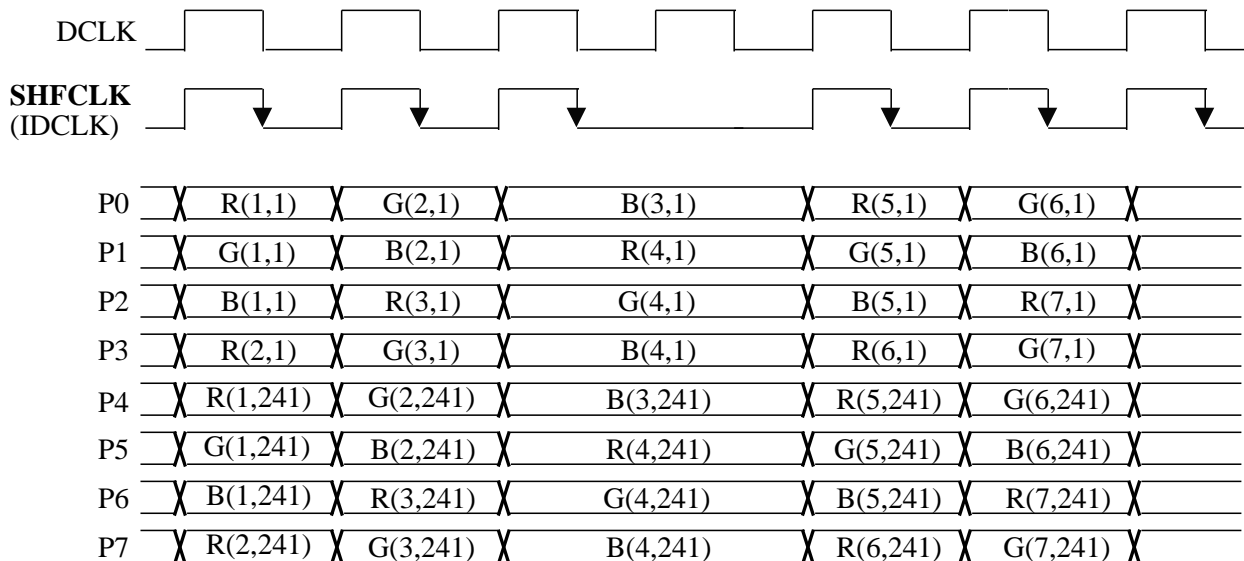 DCLK
SHFCLK
(IDCLK)
P0 R(1,1) G(2,1) B(3,1) R(5,1) G(6,1)
P1 G(1,1) B(2,1) R(4,1) G(5,1) B(6,1)
P2 B(1,1) R(3,1) G(4,1) B(5,1) R(7,1)
P3 R(2,1) G(3,1) B(4,1) R(6,1) G(7,1)
P4 R(1,241) G(2,241) B(3,241) R(5,241) G(6,241)
P5 G(1,241) B(2,241) R(4,241) G(5,241) B(6,241)
P6 B(1,241) R(3,241) G(4,241) B(5,241) R(7,241)
P7 R(2,241) G(3,241) B(4,241) R(6,241) G(7,241)